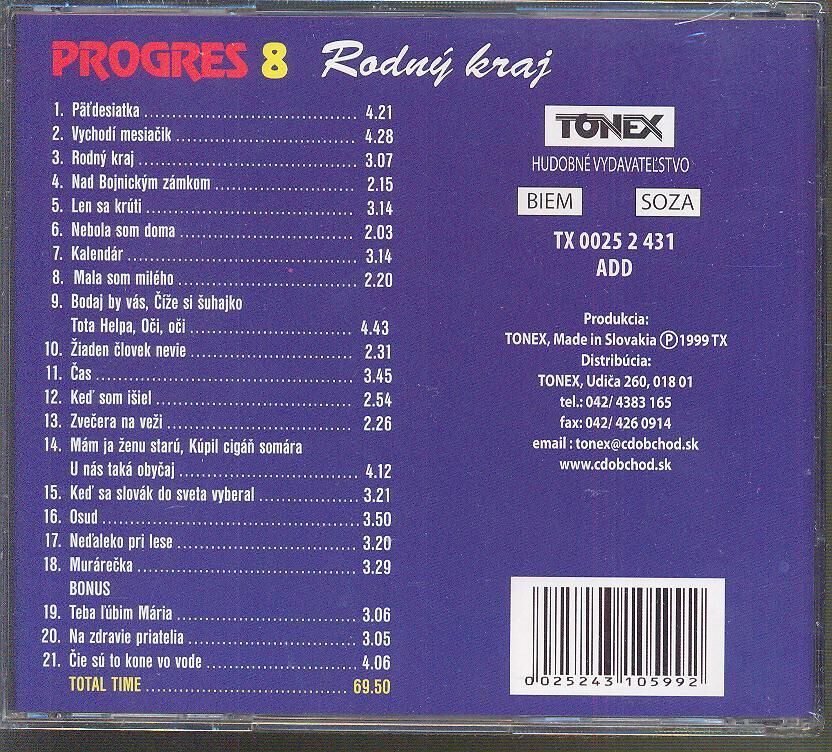 PROGRES 8 Rodný kraj
1. Päťdesiatka 4.21
2. Vychodí mesiačik 4.28
3. Rodný kraj 3.07
4. Nad Bojnickým zámkom 2.15
5. Len sa krúti 3.14
6. Nebola som doma 2.03
7. Kalendár 3.14
8. Mala som milého 2.20
9. Bodaj by vás, Číže si šuhajko
Tota Helpa, Oči, oči 4.43
10. Žiaden človek nevie 2.31
11. Čas 3.45
12. Keď som išiel 2.54
13. Zvečera na veži 2.26
14. Mám ja ženu starú, Kúpil cigáň somára
U nás taká obyčaj 4.12
15. Keď sa slovák do sveta vyberal 3.21
16. Osud 3.50
17. Neďaleko pri lese 3.20
18. Murárečka 3.29
BONUS
19. Teba ľúbim Mária 3.06
20. Na zdravie priatelia 3.05
21. Čie sú to kone vo vode 4.06
TOTAL TIME 69.50
TONEX
HUDOBNÉ VYDAVATEĽSTVO
BIEM SOZA
TX 0025 2 431
ADD
Produkcia:
TONEX, Made in Slovakia Ⓟ 1999 TX
Distribúcia:
TONEX, Udiča 260, 018 01
tel.: 042/ 4383 165
fax: 042/ 426 0914
email : tonex@cdobchod.sk
www.cdobchod.sk
0 025243 105992